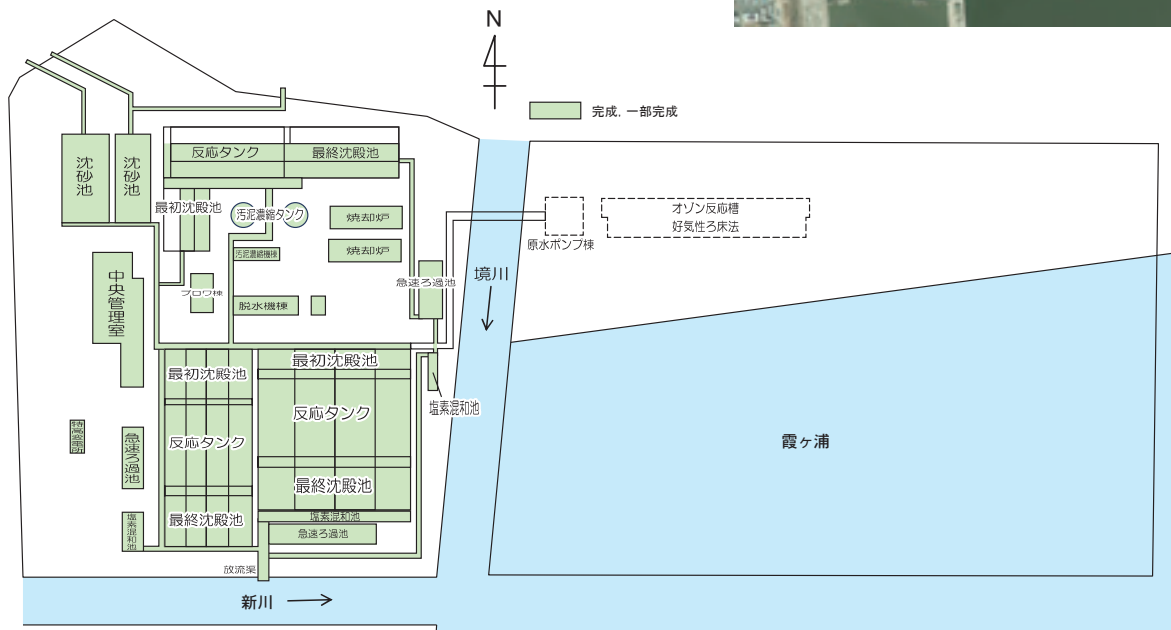 N
完成，一部完成
沈砂池
沈砂池
反応タンク
最終沈殿池
最初沈殿池
汚泥濃縮タンク
焼却炉
オゾン反応槽
好気性ろ床法
原水ポンプ棟
汚泥濃縮機棟
焼却炉
境川
急速ろ過池
中央管理室
ブロワ棟
脱水機棟
最初沈殿池
最初沈殿池
塩素混和池
反応タンク
特高変電所
急速ろ過池
反応タンク
霞ヶ浦
最終沈殿池
塩素混和池
最終沈殿池
塩素混和池
急速ろ過池
放流渠
新川